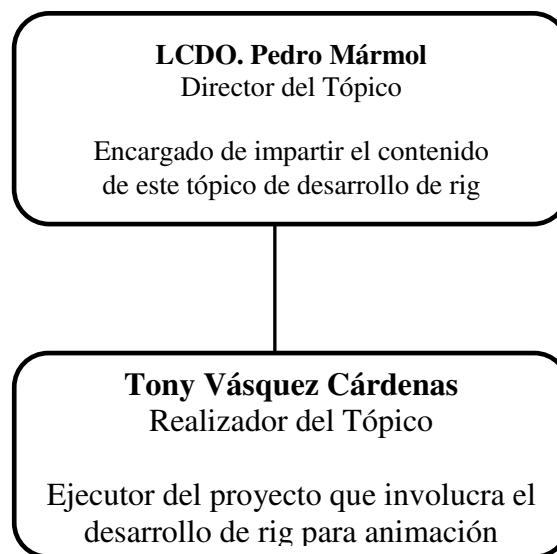 LCDO. Pedro Mármol
Director del Tópico
Encargado de impartir el contenido
de este tópico de desarrollo de rig
Tony Vásquez Cárdenas
Realizador del Tópico
Ejecutor del proyecto que involucra el
desarrollo de rig para animación